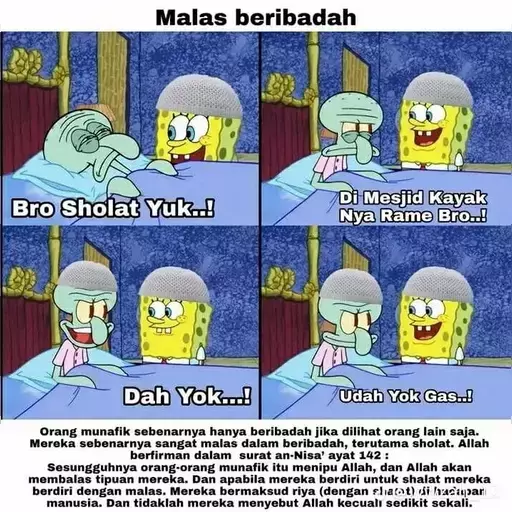 Malas beribadah
Bro Sholat Yuk..!
Di Mesjid Kayak
Nya Rame Bro..!
Dah Yok...!
Udah Yok Gas..!
Orang munafik sebenarnya hanya beribadah jika dilihat orang lain saja.
Mereka sebenarnya sangat malas dalam beribadah, terutama sholat. Allah
berfirman dalam surat an-Nisa' ayat 142 :
Sesungguhnya orang-orang munafik itu menipu Allah, dan Allah akan
membalas tipuan mereka. Dan apabila mereka berdiri untuk shalat mereka
berdiri dengan malas. Mereka bermaksud riya (dengan
manusia. Dan tidaklah mereka menyebut Allah kecuali sedikit sekali.